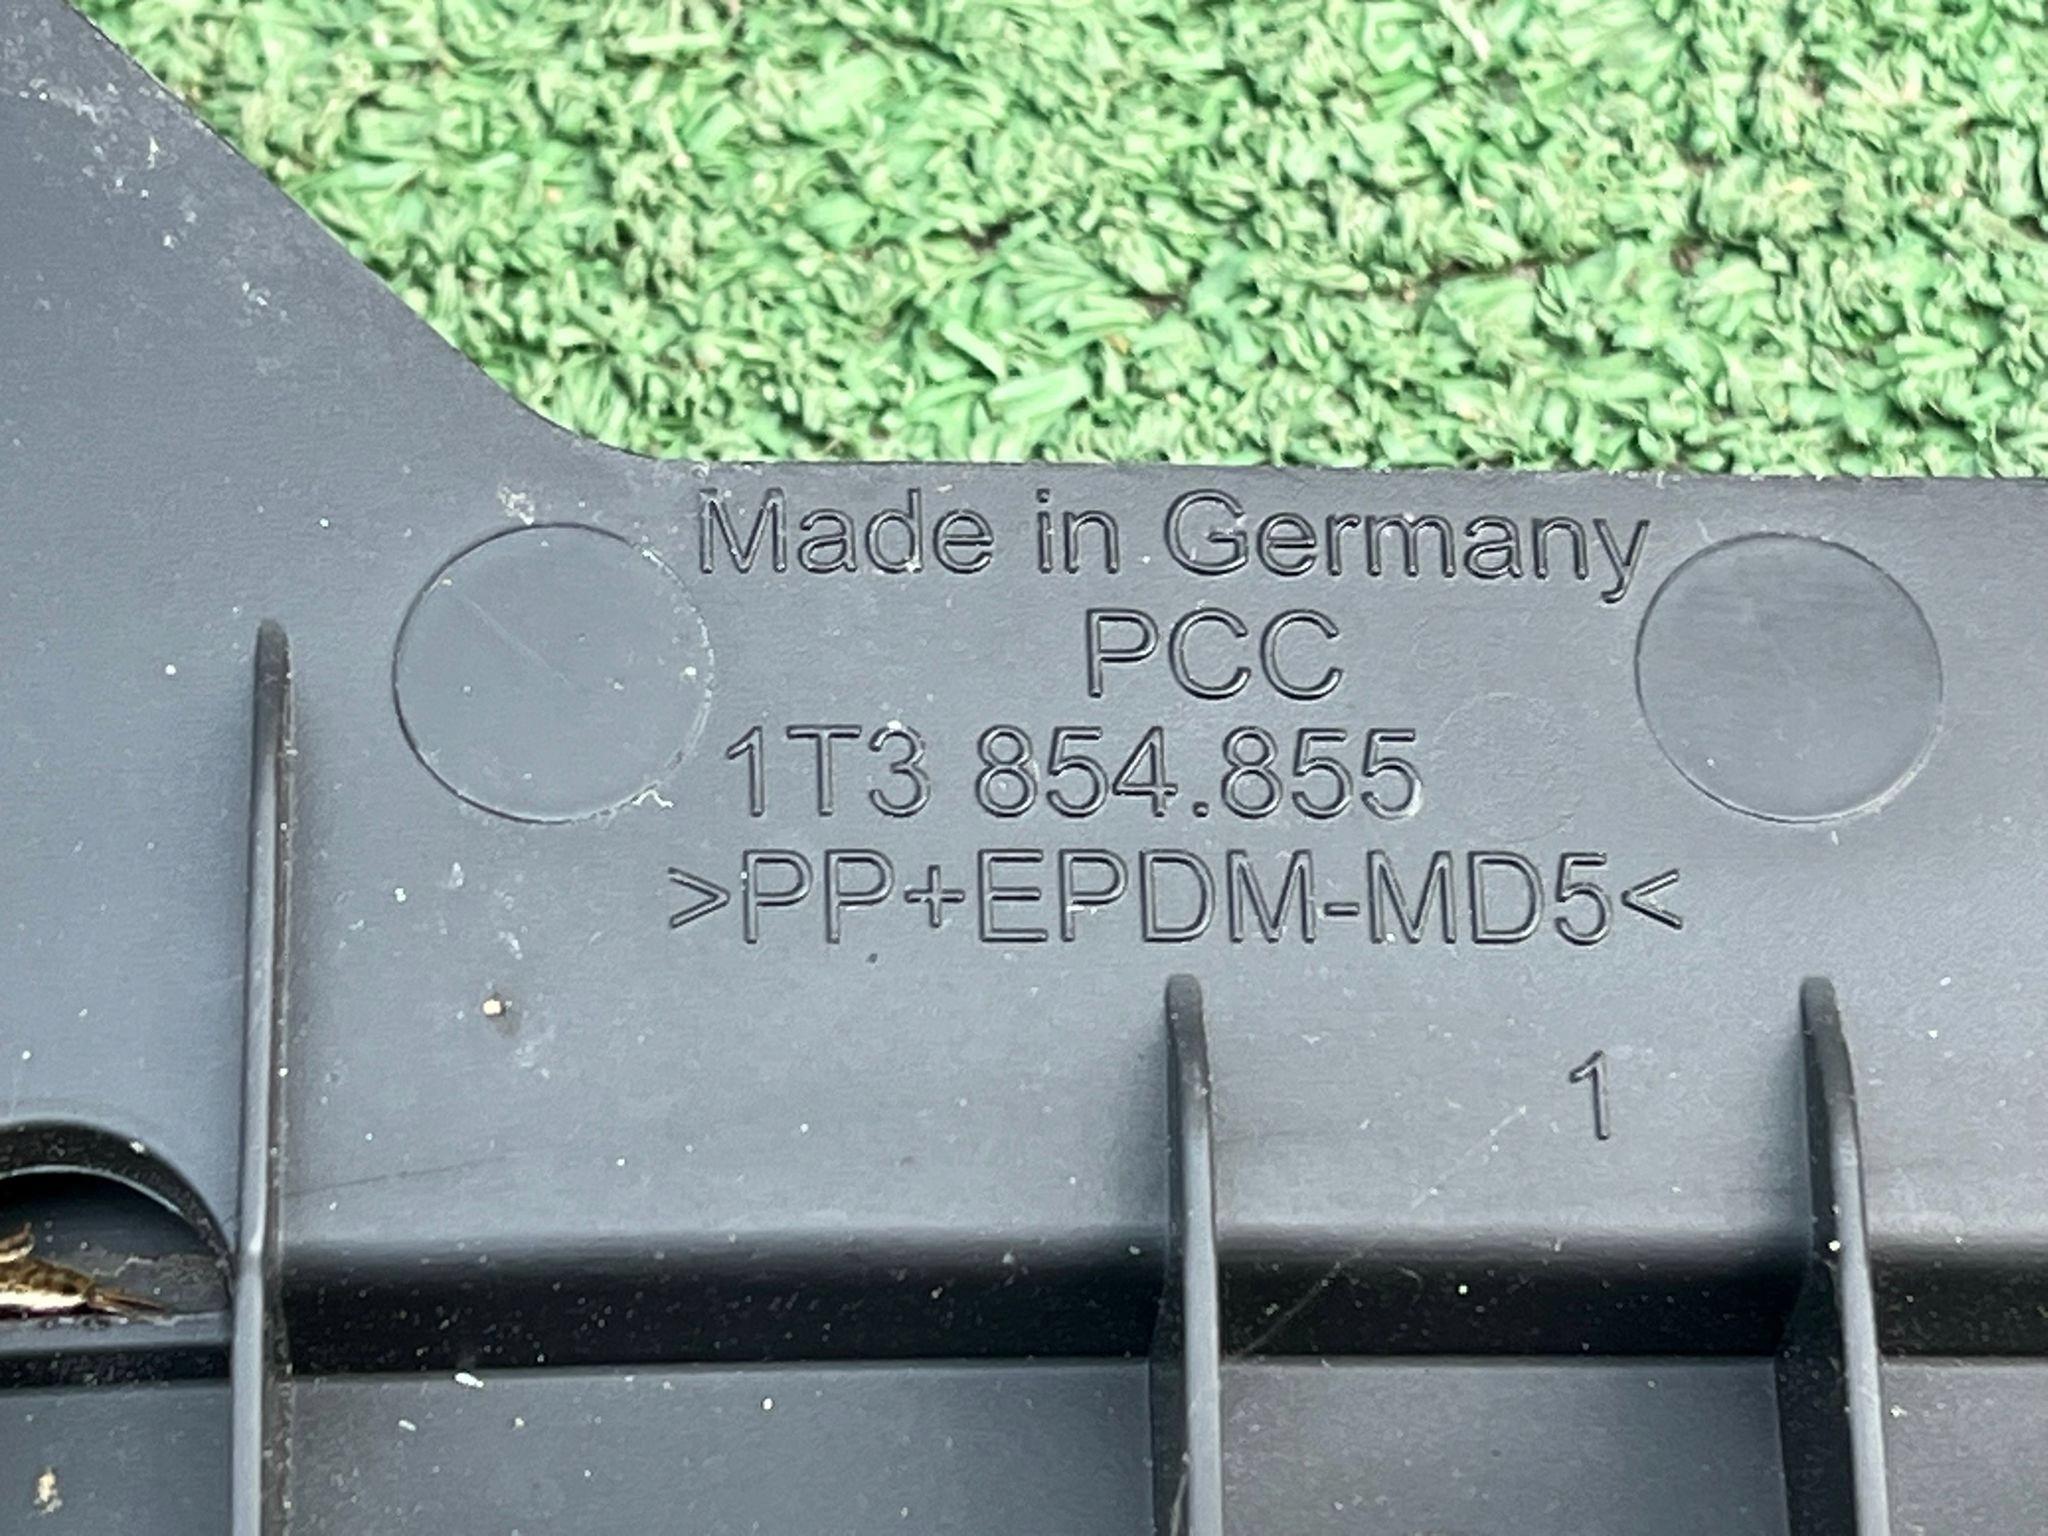 Made in Germany
PCC
1T3 854.855
>PP+EPDM-MD5<
1